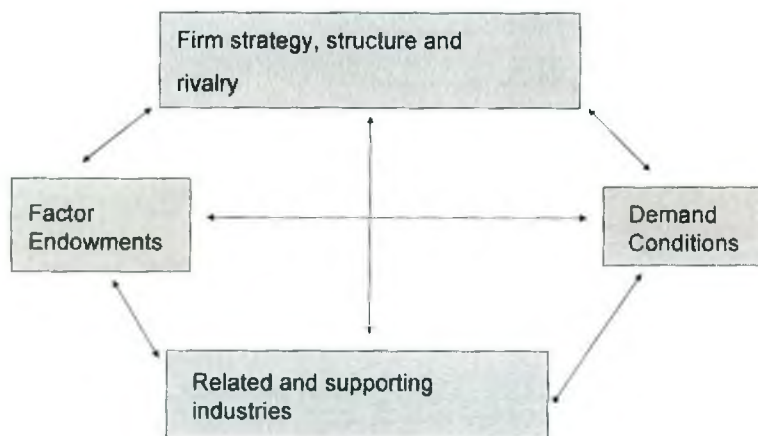 Firm strategy, structure and
rivalry
Factor
Endowments
Demand
Conditions
Related and supporting
industries